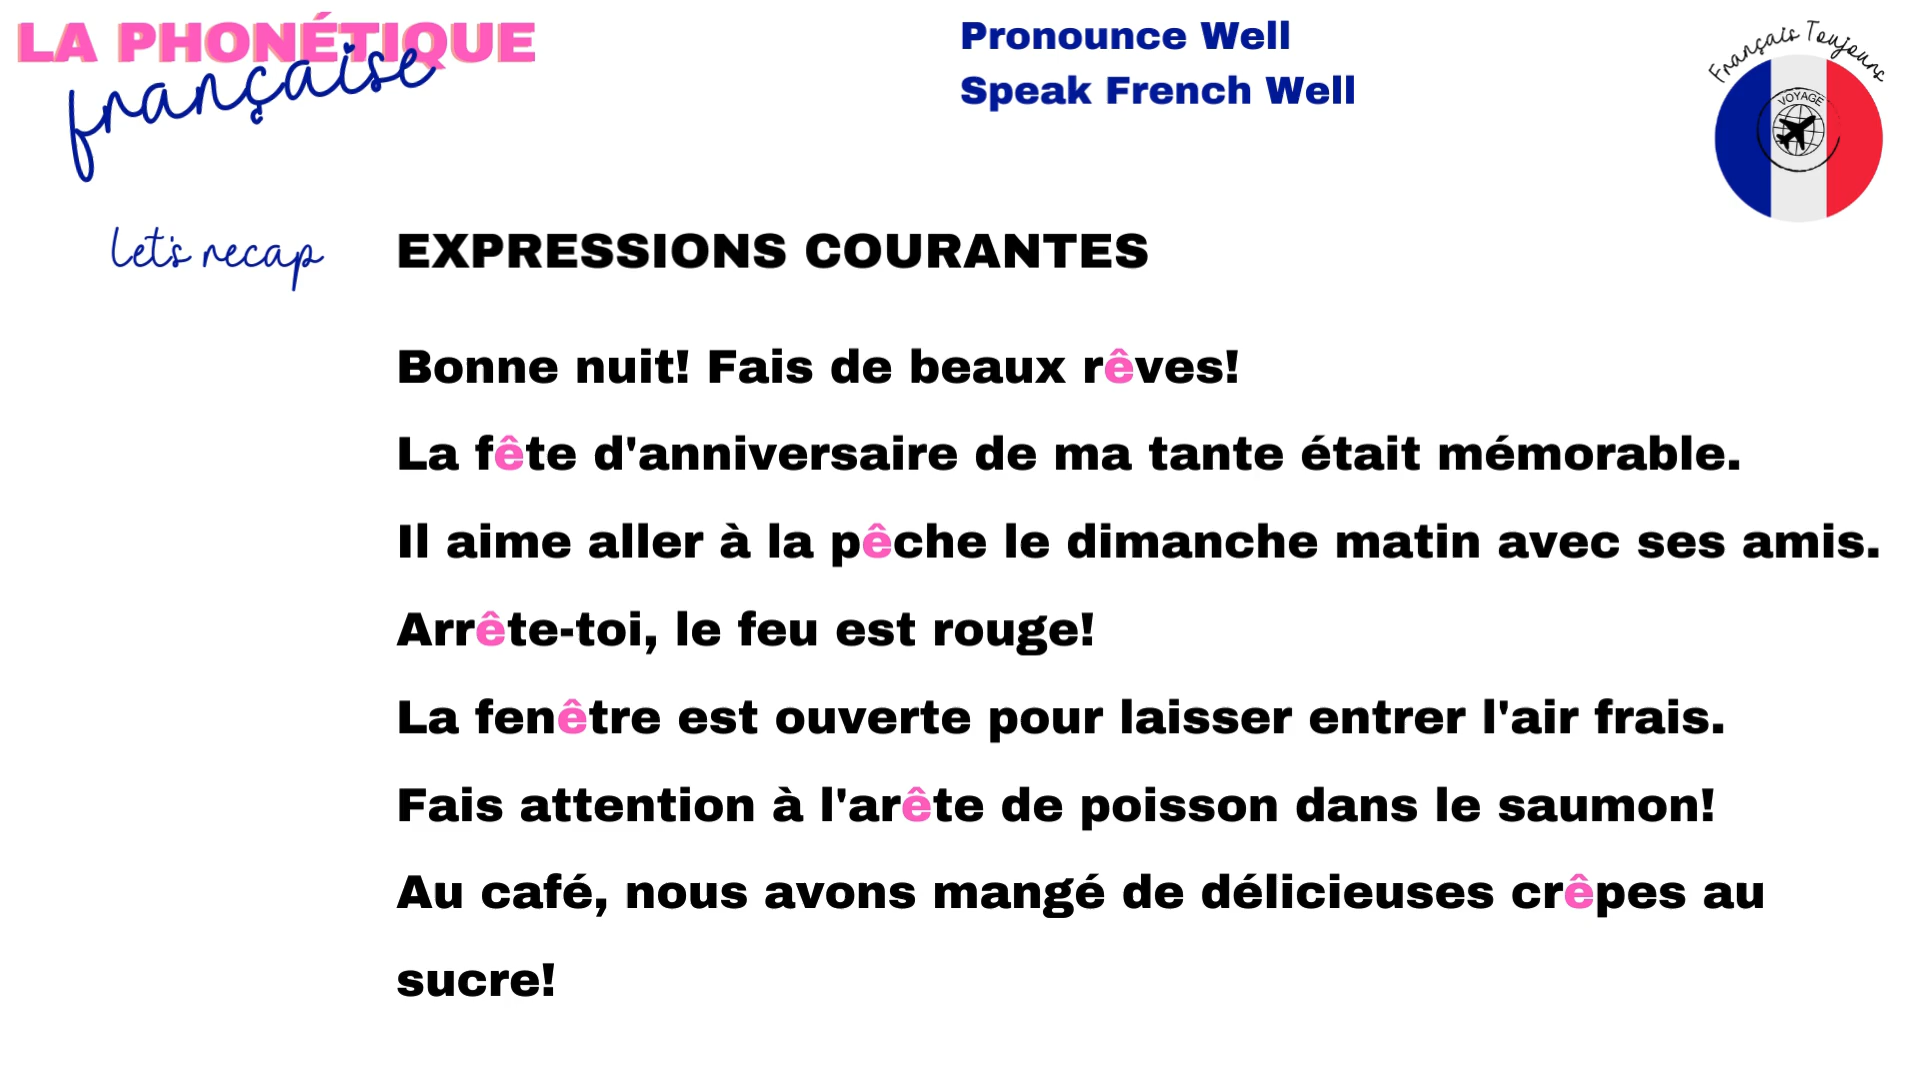 LA PHONÉTIQUE
française
Pronounce Well
Speak French Well
Français Toujours
VOYAGE
Let's recap
EXPRESSIONS COURANTES
Bonne nuit! Fais de beaux rêves!
La fête d'anniversaire de ma tante était mémorable.
Il aime aller à la pêche le dimanche matin avec ses amis.
Arrête-toi, le feu est rouge!
La fenêtre est ouverte pour laisser entrer l'air frais.
Fais attention à l'arête de poisson dans le saumon!
Au café, nous avons mangé de délicieuses crêpes au
sucre!